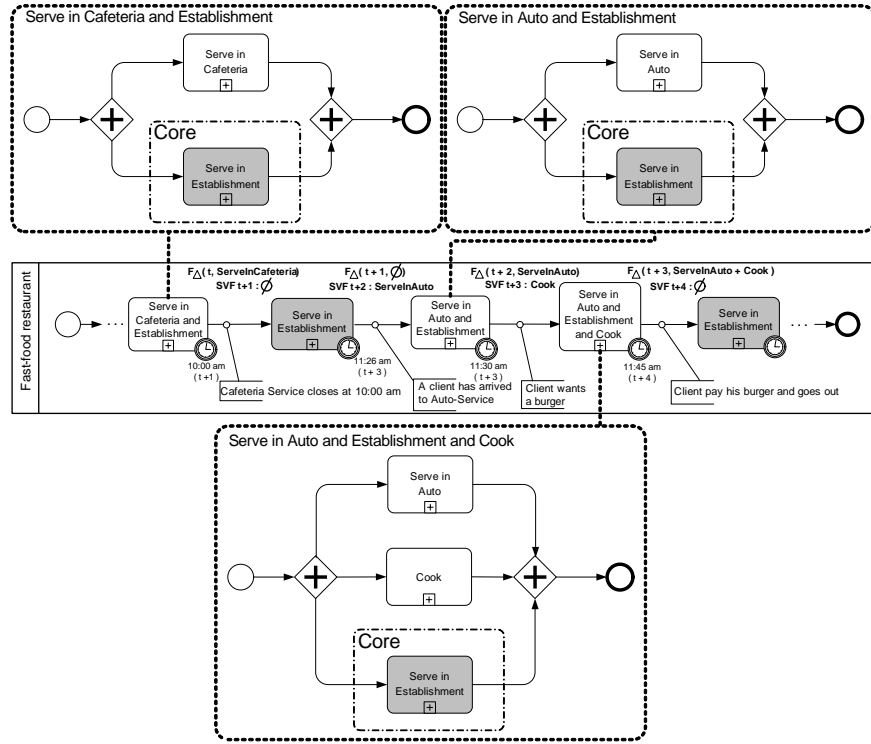 Serve in Cafeteria and Establishment
Serve in
Cafeteria
Core
Serve in
Establishment
Serve in Auto and Establishment
Serve in
Auto
Core
Serve in
Establishment
Fast-food restaurant
F△( t, ServeInCafeteria)
SVF t+1 : ∅
F△( t + 1, ∅)
SVF t+2 : ServeInAuto
F△( t + 2, ServeInAuto)
SVF t+3 : Cook
F△( t + 3, ServeInAuto + Cook )
SVF t+4 : ∅
...
Serve in
Cafeteria and
Establishment
10:00 am
( t +1 )
Serve in
Establishment
11:26 am
( t + 3 )
Serve in
Auto and
Establishment
11:30 am
( t + 3 )
Serve in
Auto and
Establishment
and Cook
11:45 am
( t + 4 )
Serve in
Establishment
...
Cafeteria Service closes at 10:00 am
A client has arrived
to Auto-Service
Client wants
a burger
Client pay his burger and goes out
Serve in Auto and Establishment and Cook
Serve in
Auto
Cook
Core
Serve in
Establishment